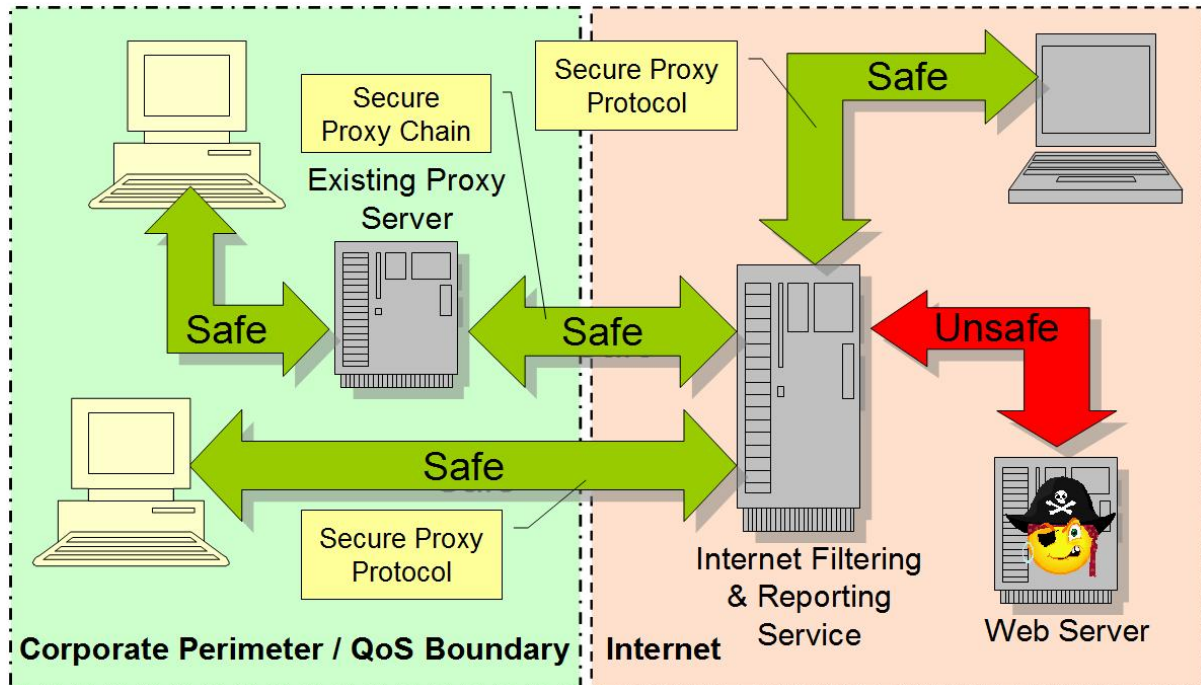 Secure
Proxy Chain
Secure Proxy
Protocol
Safe
Existing Proxy
Server
Safe
Safe
Unsafe
Safe
Secure Proxy
Protocol
Internet Filtering
& Reporting
Service
Web Server
Corporate Perimeter / QoS Boundary
Internet